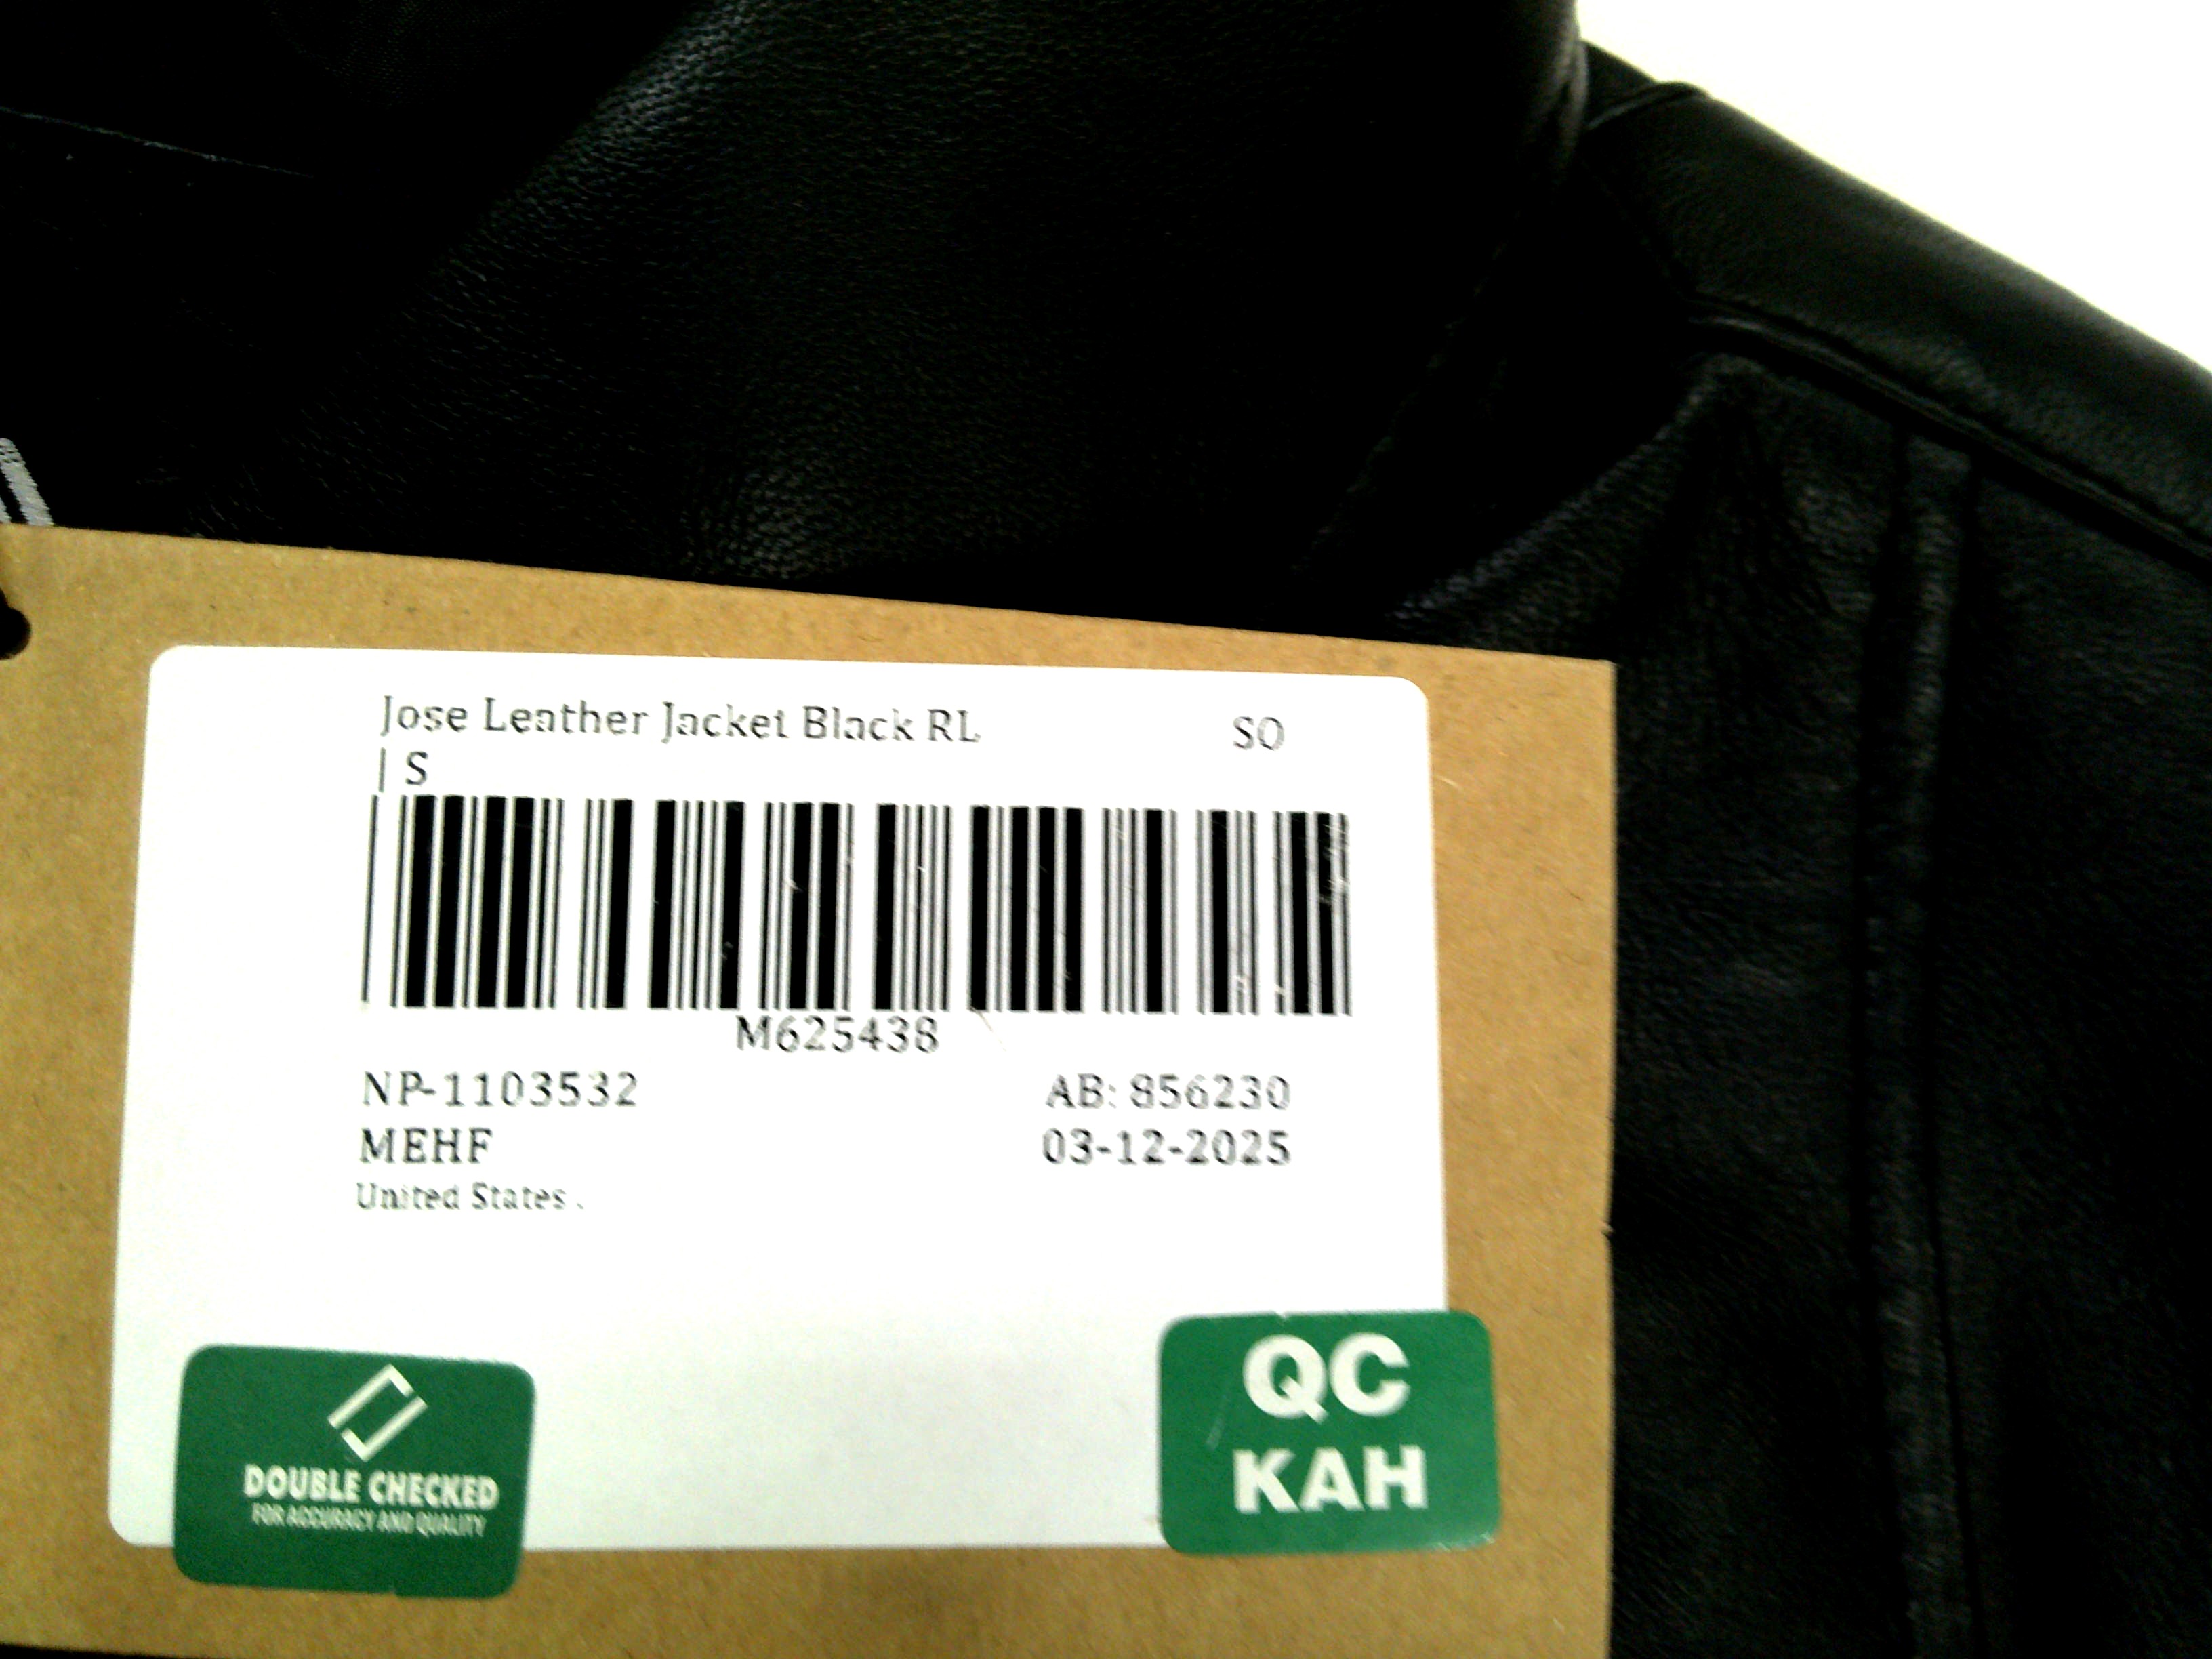 Jose Leather Jacket Black RL SO
| S
M625438
NP-1103532 AB: 856230
MEHF 03-12-2025
United States .
DOUBLE CHECKED
FOR ACCURACY AND QUALITY
QC
KAH